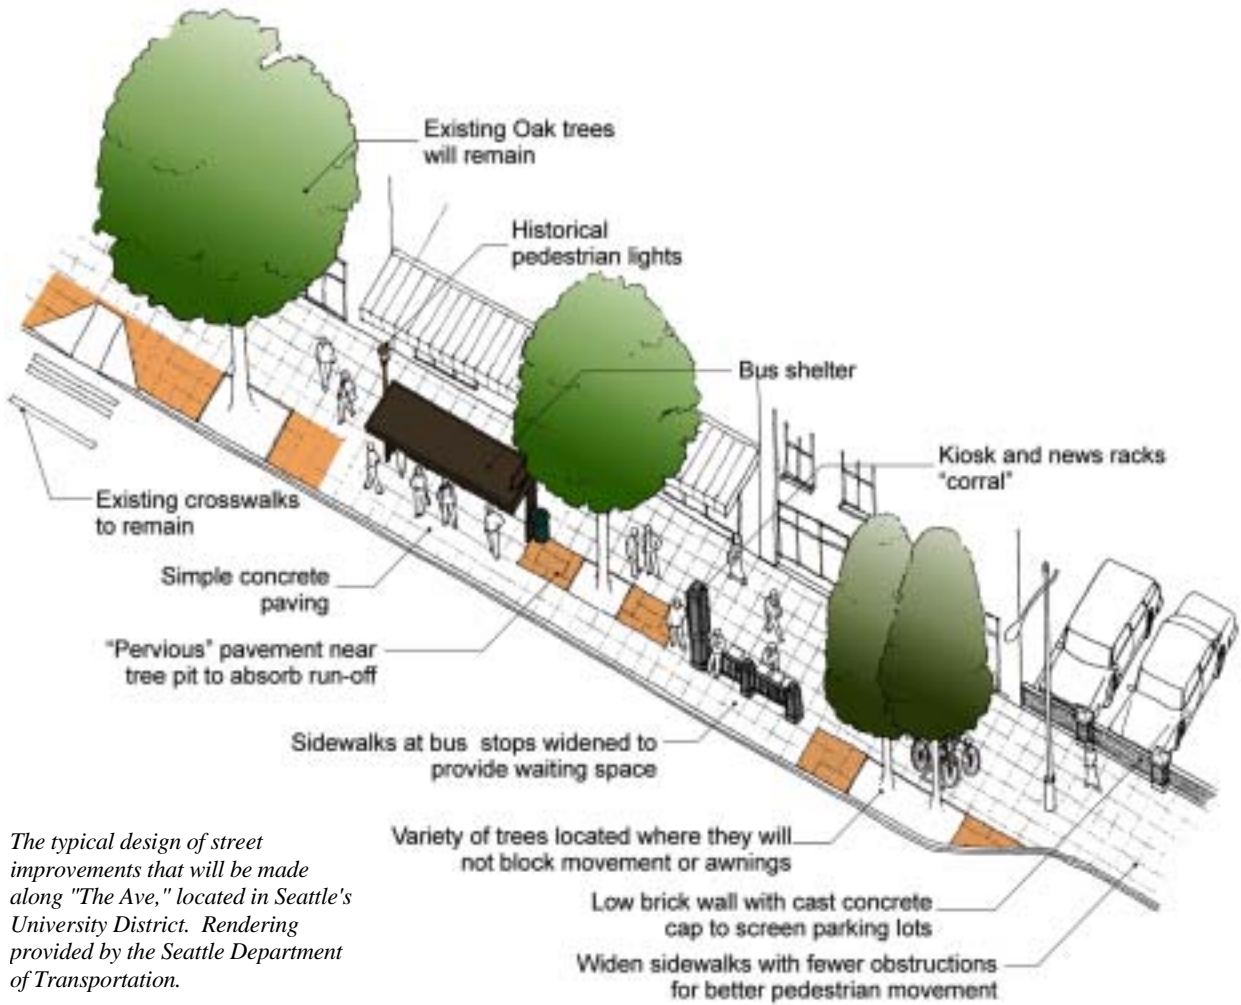 Existing Oak trees
will remain
Historical
pedestrian lights
Bus shelter
Kiosk and news racks
“corral”
Existing crosswalks
to remain
Simple concrete
paving
“Pervious” pavement near
tree pit to absorb run-off
Sidewalks at bus stops widened to
provide waiting space
Variety of trees located where they will
not block movement or awnings
Low brick wall with cast concrete
cap to screen parking lots
Widen sidewalks with fewer obstructions
for better pedestrian movement
The typical design of street
improvements that will be made
along "The Ave," located in Seattle's
University District. Rendering
provided by the Seattle Department
of Transportation.